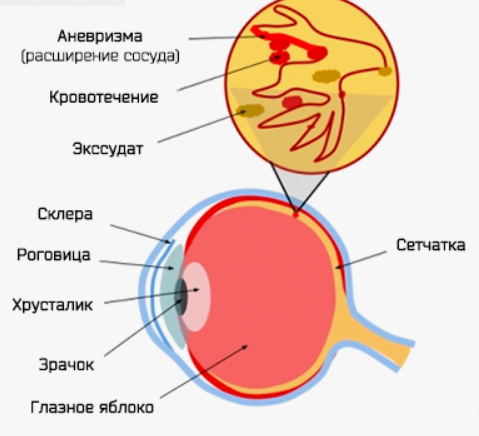 Аневризма
(расширение сосуда)
Кровотечение
Экссудат
Склера
Роговица
Сетчатка
Хрусталик
Зрачок
Глазное яблоко